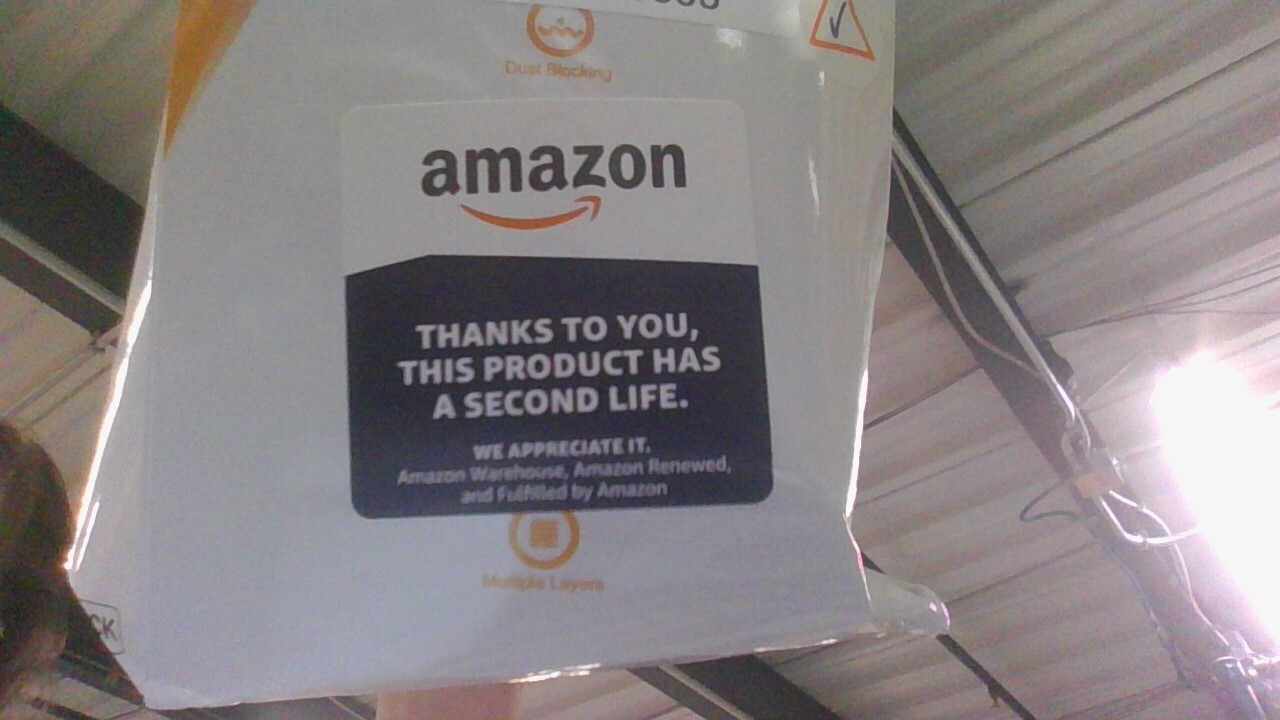 Dust Blocking
amazon
THANKS TO YOU,
THIS PRODUCT HAS
A SECOND LIFE.
WE APPRECIATE IT.
Amazon Warehouse, Amazon Renewed,
and Fulfilled by Amazon
Multiple Layers
CK